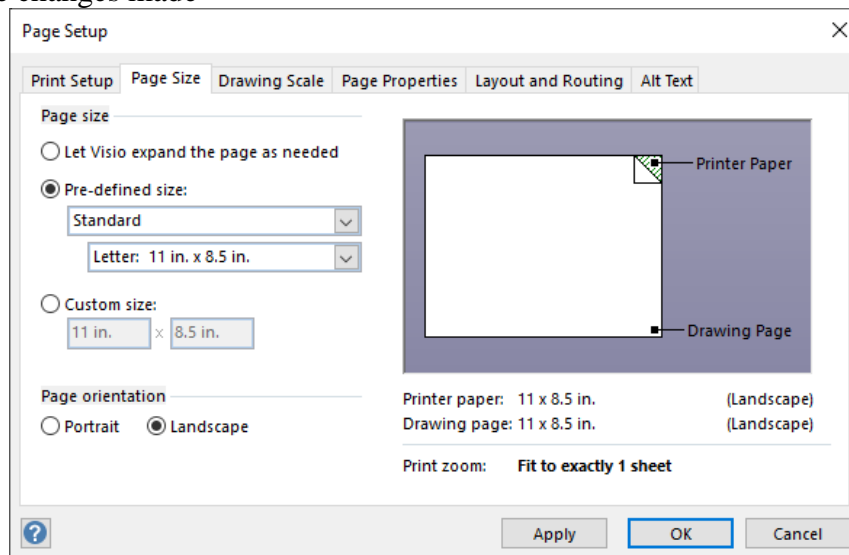 changes made
Page Setup
Print Setup Page Size Drawing Scale Page Properties Layout and Routing Alt Text
Page size
Let Visio expand the page as needed
Pre-defined size:
Standard
Letter: 11 in. x 8.5 in.
Custom size:
11 in. x 8.5 in.
Page orientation
Portrait Landscape
Printer Paper
Drawing Page
Printer paper: 11 x 8.5 in. (Landscape)
Drawing page: 11 x 8.5 in. (Landscape)
Print zoom: Fit to exactly 1 sheet
? Apply OK Cancel